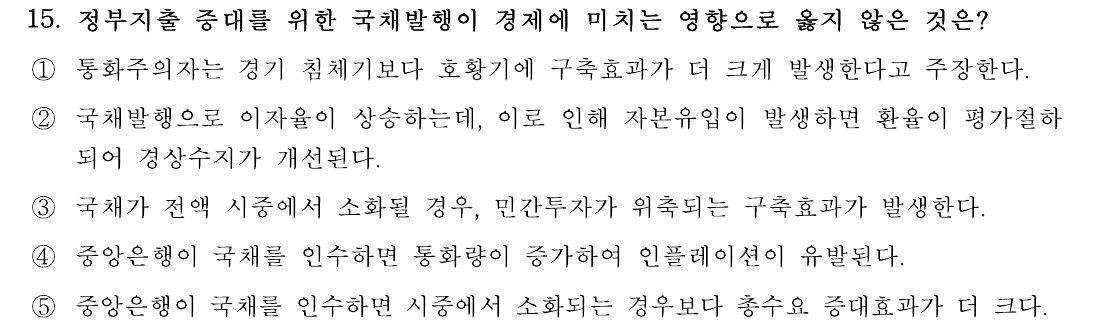 15. 정부지출 증대를 위한 국채발행이 경제에 미치는 영향으로 옳지 않은 것은?
① 통화주의자는 경기 침체기보다 호황기에 구축효과가 더 크게 발생한다고 주장한다.
② 국채발행으로 이자율이 상승하는데, 이로 인해 자본유입이 발생하면 환율이 평가절하
되어 경상수지가 개선된다.
③ 국채가 전액 시중에서 소화될 경우, 민간투자가 위축되는 구축효과가 발생한다.
④ 중앙은행이 국채를 인수하면 통화량이 증가하여 인플레이션이 유발된다.
⑤ 중앙은행이 국채를 인수하면 시중에서 소화되는 경우보다 총수요 증대효과가 더 크다.